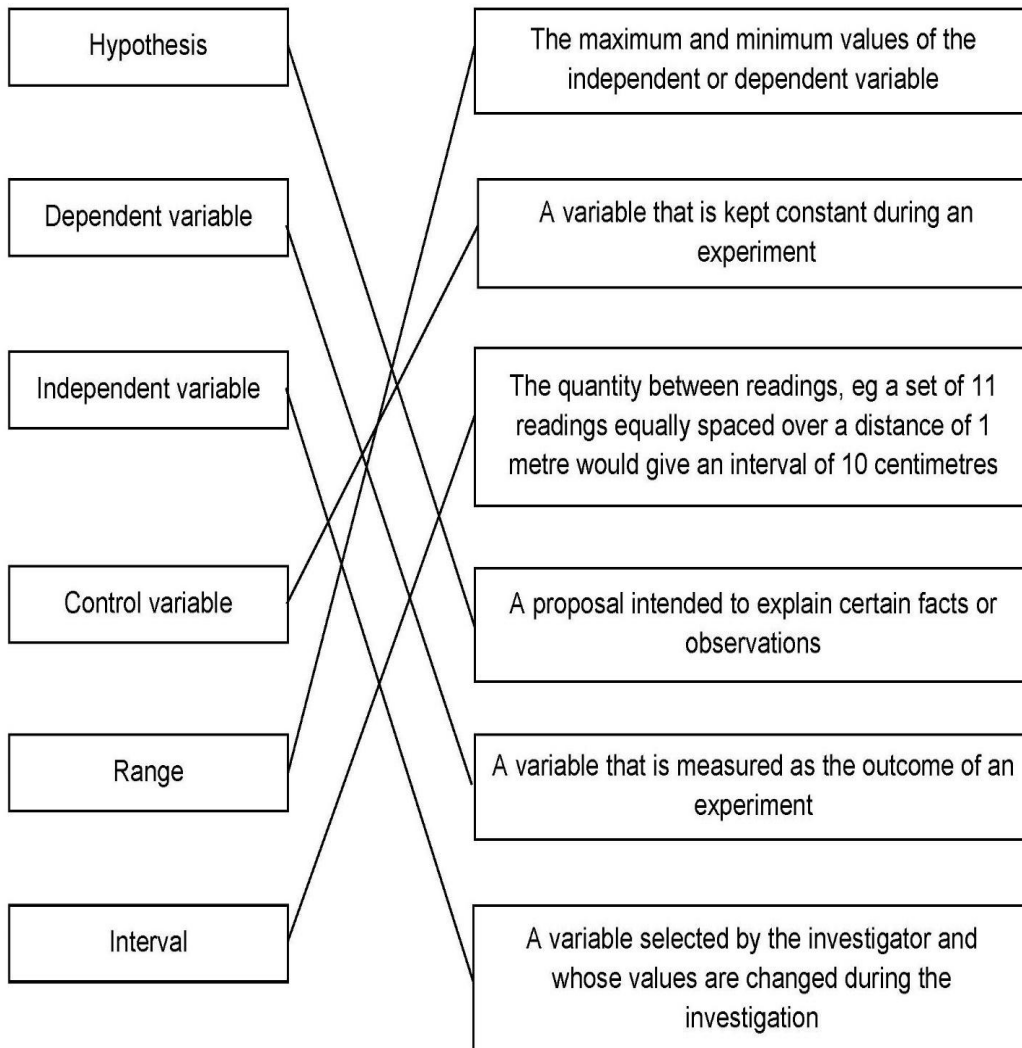 Hypothesis
The maximum and minimum values of the
independent or dependent variable
Dependent variable
A variable that is kept constant during an
experiment
Independent variable
The quantity between readings, eg a set of 11
readings equally spaced over a distance of 1
metre would give an interval of 10 centimetres
Control variable
A proposal intended to explain certain facts or
observations
Range
A variable that is measured as the outcome of an
experiment
Interval
A variable selected by the investigator and
whose values are changed during the
investigation